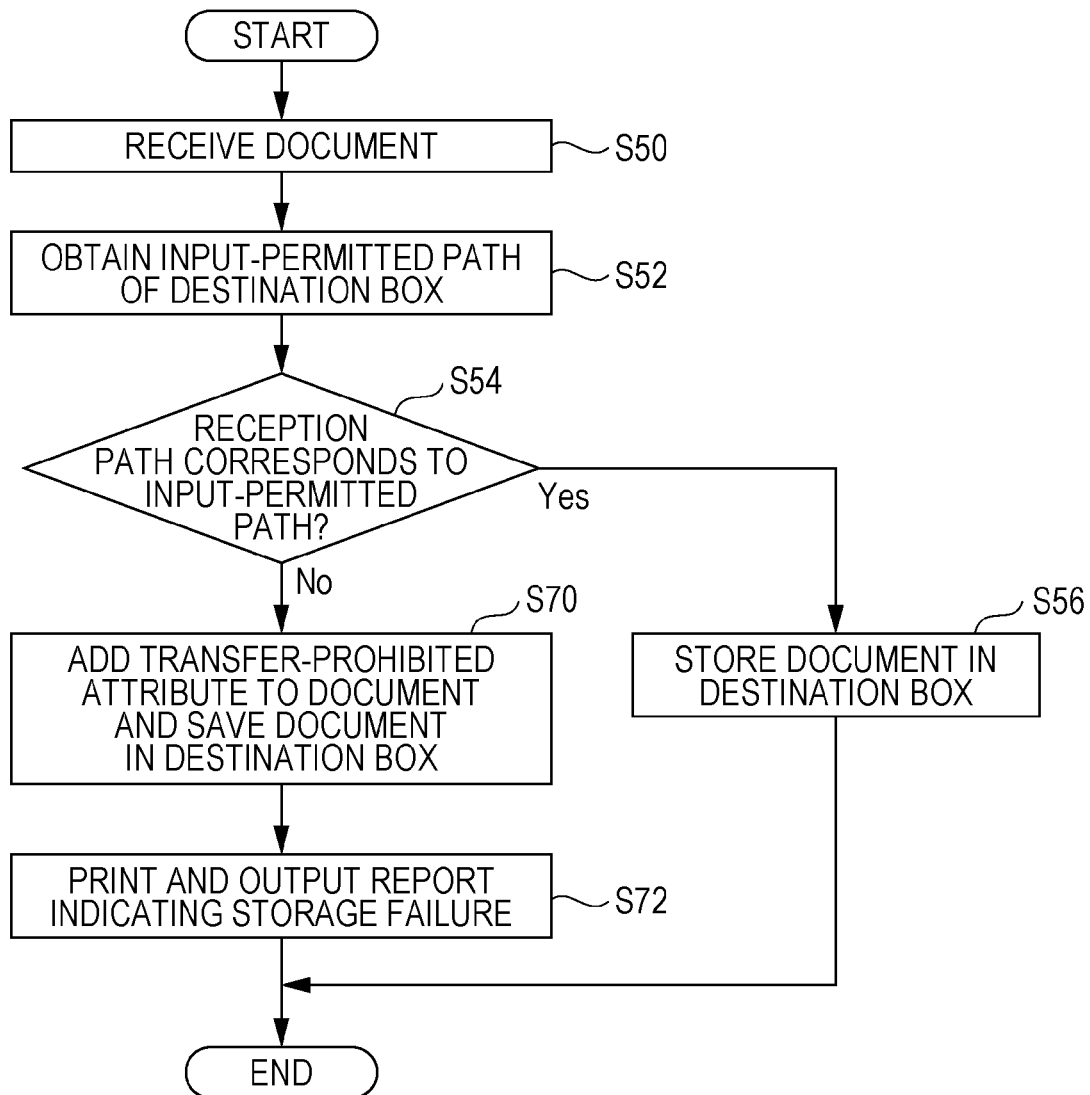 START
RECEIVE DOCUMENT
S50
OBTAIN INPUT-PERMITTED PATH
OF DESTINATION BOX
S52
S54
RECEPTION
PATH CORRESPONDS TO
INPUT-PERMITTED
PATH?
Yes
No
S70
ADD TRANSFER-PROHIBITED
ATTRIBUTE TO DOCUMENT
AND SAVE DOCUMENT
IN DESTINATION BOX
S56
STORE DOCUMENT IN
DESTINATION BOX
PRINT AND OUTPUT REPORT
INDICATING STORAGE FAILURE
S72
END